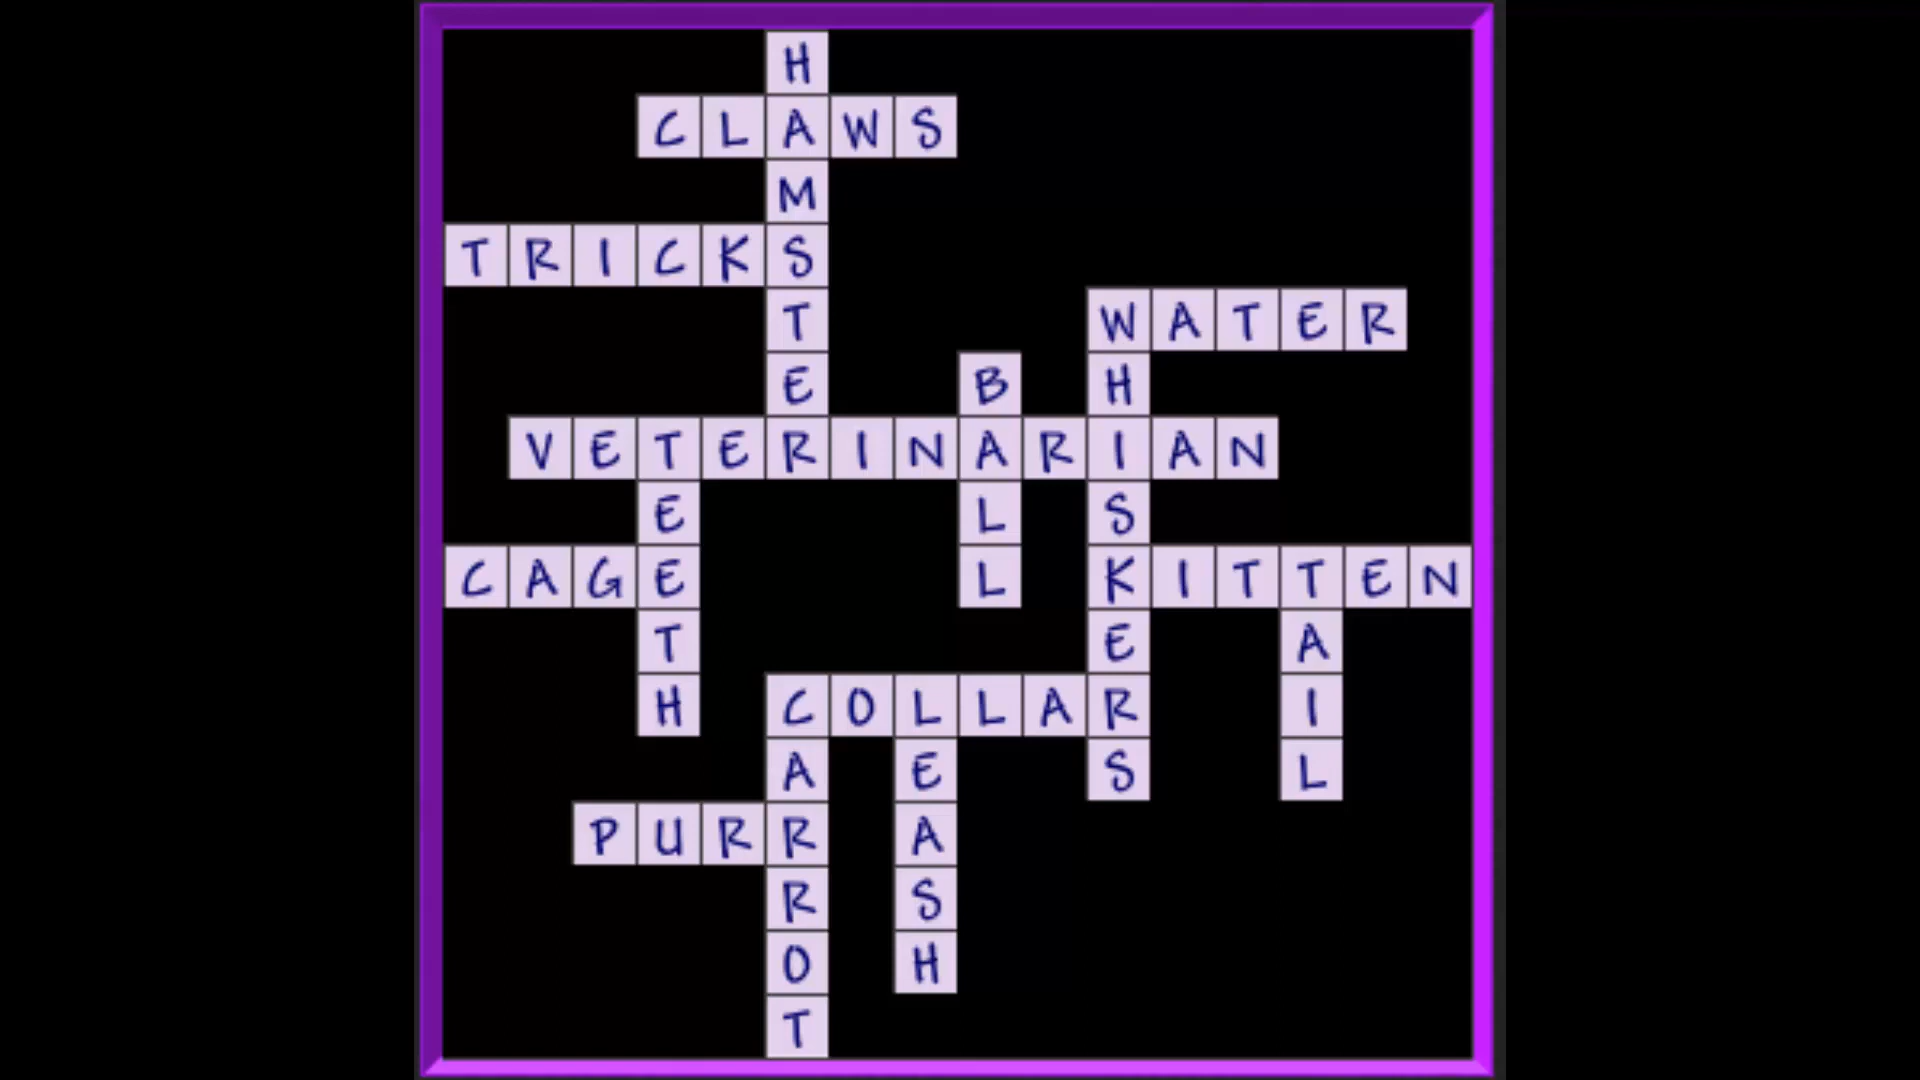 H
CLAWS
M
TRICKS
T WATER
E B H
VETERINARIAN
E L S
CAGE L KITTEN
T E A
H COLLAR I
A E S L
PURR A
R S
O H
T